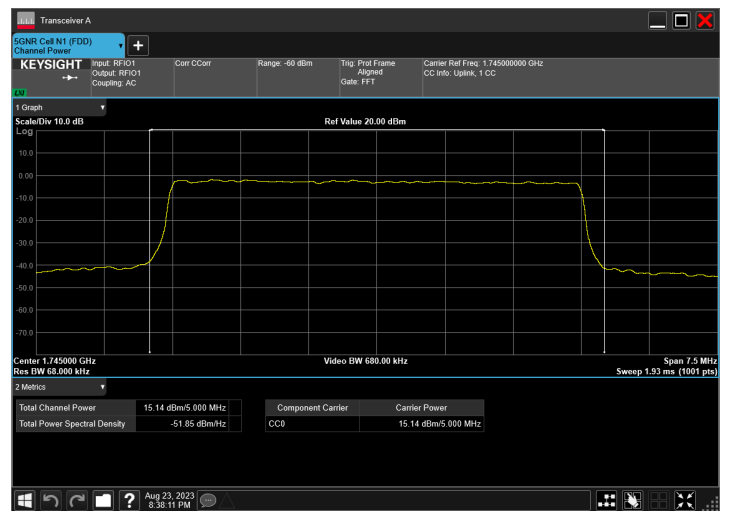 Transceiver A
5GNR Cell N1 (FDD)
Channel Power
KEYSIGHT
Input: RFIO1
Output: RFIO1
Coupling: AC
Corr CCorr
Range: -60 dBm
Trig: Prot Frame
Aligned
Gate: FFT
Carrier Ref Freq: 1.745000000 GHz
CC Info: Uplink, 1 CC
LXI
1 Graph
Scale/Div 10.0 dB
Ref Value 20.00 dBm
Log
10.0
0.00
-10.0
-20.0
-30.0
-40.0
-50.0
-60.0
-70.0
Center 1.745000 GHz
Video BW 680.00 kHz
Span 7.5 MHz
Res BW 68.000 kHz
Sweep 1.93 ms (1001 pts)
2 Metrics
Total Channel Power 15.14 dBm/5.000 MHz
Total Power Spectral Density -51.85 dBm/Hz
Component Carrier Carrier Power
CC0 15.14 dBm/5.000 MHz
Aug 23, 2023
8:38:11 PM